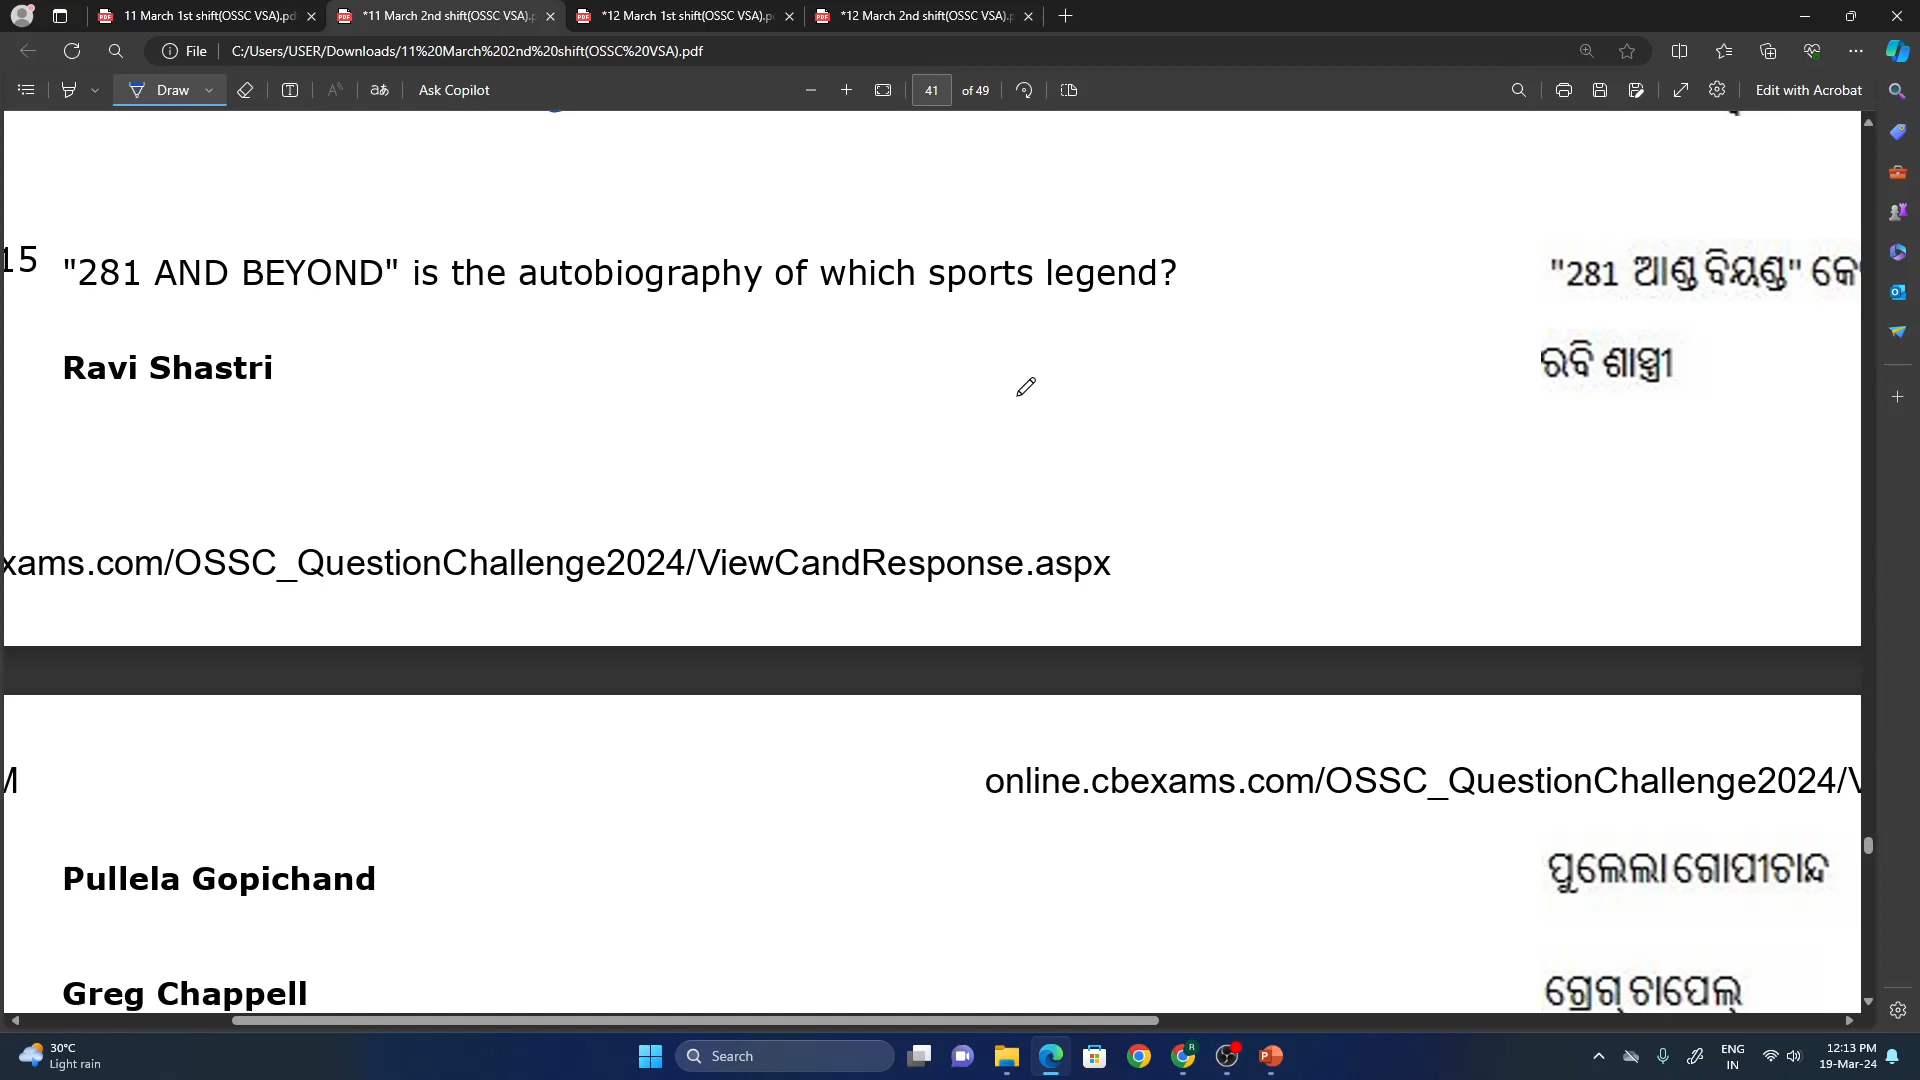 11 March 1st shift(OSSC VSA).pd
*11 March 2nd shift(OSSC VSA).p
*12 March 1st shift(OSSC VSA).pc
*12 March 2nd shift(OSSC VSA).p
File
C:/Users/USER/Downloads/11%20March%202nd%20shift(OSSC%20VSA).pdf
Draw
aあ
Ask Copilot
41 of 49
Edit with Acrobat
15 "281 AND BEYOND" is the autobiography of which sports legend?
"281 ଆଣ୍ଡ ବିୟଣ୍ଡ" କେ
Ravi Shastri
ରବି ଶାସ୍ତ୍ରୀ
xams.com/OSSC_QuestionChallenge2024/ViewCandResponse.aspx
M
online.cbexams.com/OSSC_QuestionChallenge2024/V
Pullela Gopichand
ପୁଲେଲା ଗୋପୀଚାନ୍ଦ
Greg Chappell
ଗ୍ରେଗ୍ ଚାପେଲ୍
30°C
Light rain
Search
ENG
IN
12:13 PM
19-Mar-24